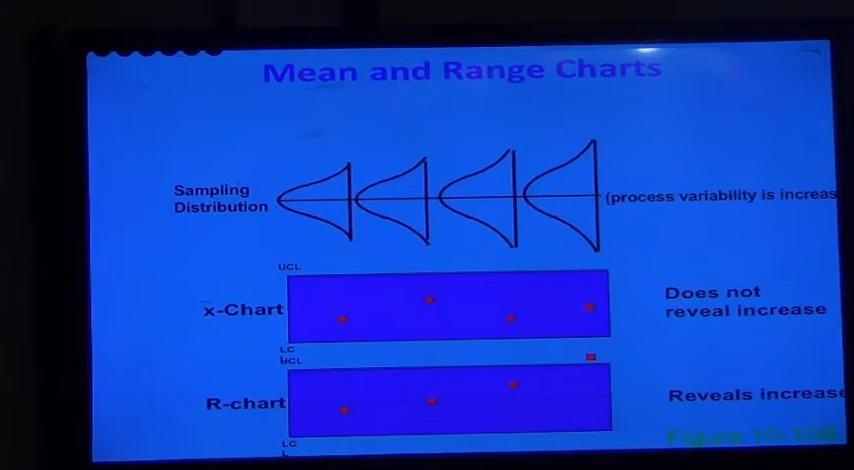 Mean and Range Charts
Sampling
Distribution
(process variability is increas
UCL
x̄-Chart
Does not
reveal increase
LC
UCL
R-chart
Reveals increase
LC
L
Figure 10-10B